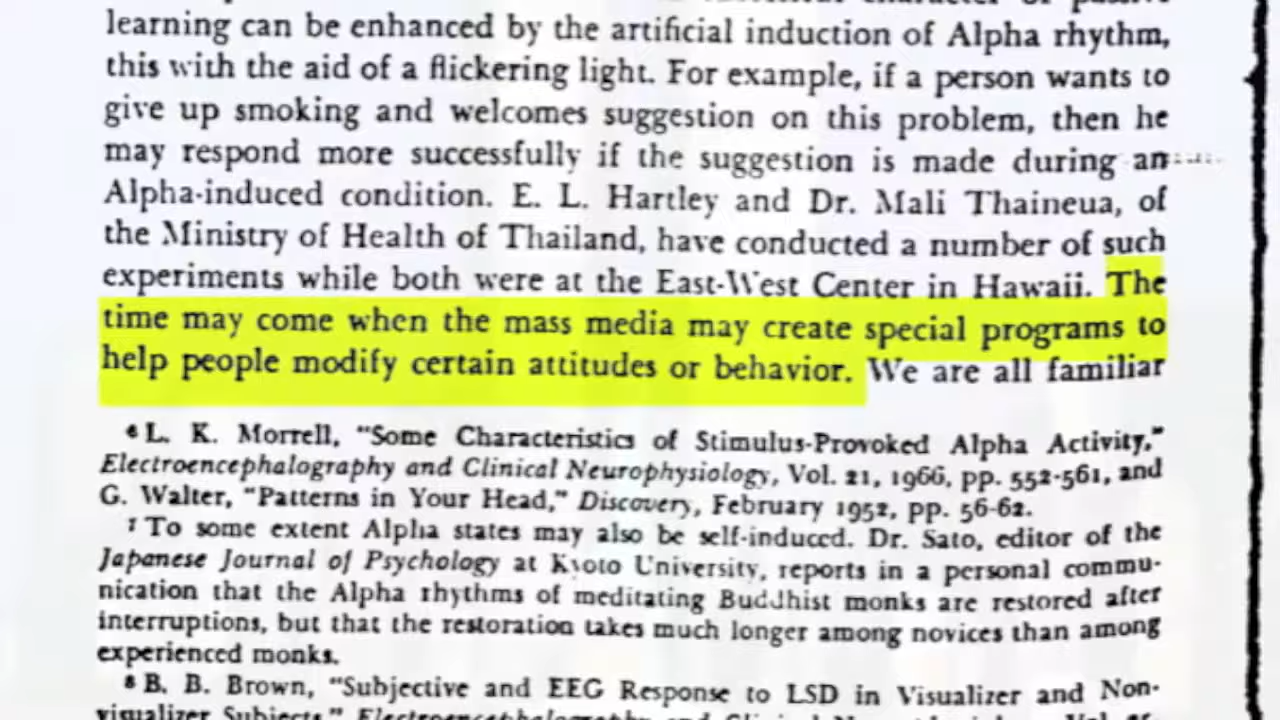 learning can be enhanced by the artificial induction of Alpha rhythm,
this with the aid of a flickering light. For example, if a person wants to
give up smoking and welcomes suggestion on this problem, then he
may respond more successfully if the suggestion is made during an
Alpha-induced condition. E. L. Hartley and Dr. Mali Thaineua, of
the Ministry of Health of Thailand, have conducted a number of such
experiments while both were at the East-West Center in Hawaii. The
time may come when the mass media may create special programs to
help people modify certain attitudes or behavior. We are all familiar
6 L. K. Morrell, "Some Characteristics of Stimulus-Provoked Alpha Activity,"
Electroencephalography and Clinical Neurophysiology, Vol. 21, 1966, pp. 552-561, and
G. Walter, "Patterns in Your Head," Discovery, February 1952, pp. 56-62.
7 To some extent Alpha states may also be self-induced. Dr. Sato, editor of the
Japanese Journal of Psychology at Kyoto University, reports in a personal commu-
nication that the Alpha rhythms of meditating Buddhist monks are restored after
interruptions, but that the restoration takes much longer among novices than among
experienced monks.
8 B. B. Brown, "Subjective and EEG Response to LSD in Visualizer and Non-
visualizer Subjects," Electroencephalography and Clinical